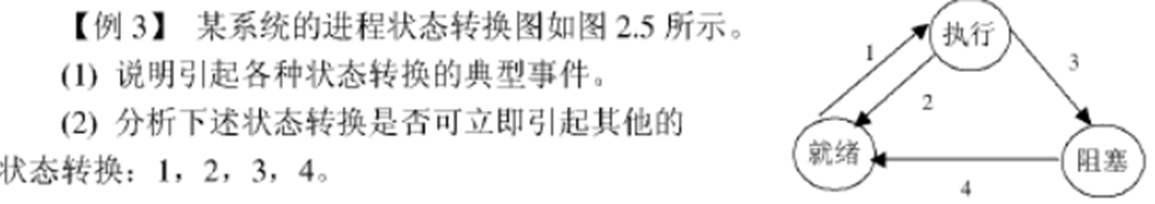 【例 3】 某系统的进程状态转换图如图 2.5 所示。
(1) 说明引起各种状态转换的典型事件。
(2) 分析下述状态转换是否可立即引起其他的
状态转换：1，2，3，4。
执行
1
3
2
就绪
阻塞
4